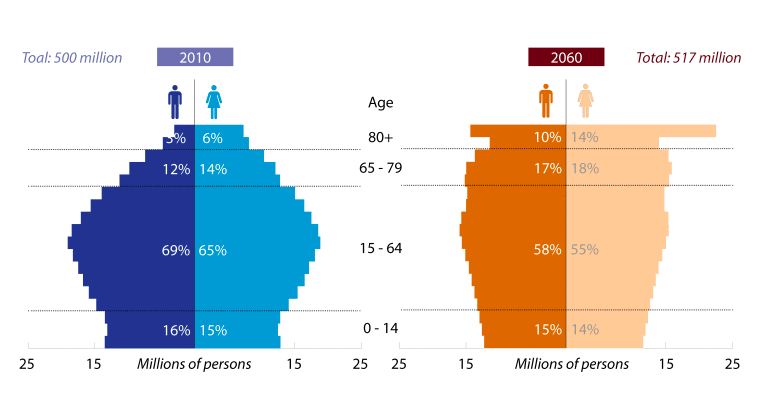 Toal: 500 million
2010
2060
Total: 517 million
Age
3% 6% 80+ 10% 14%
12% 14% 65 - 79 17% 18%
69% 65% 15 - 64 58% 55%
16% 15% 0 - 14 15% 14%
25 15 Millions of persons 15 25 15 Millions of persons 15 25